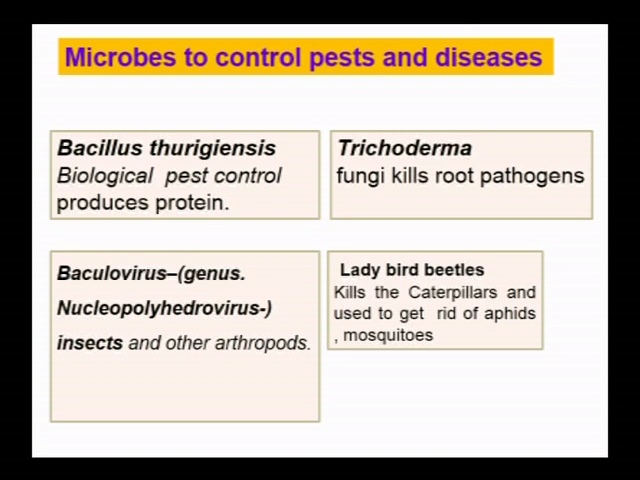 Microbes to control pests and diseases
Bacillus thurigiensis
Biological pest control
produces protein.
Trichoderma
fungi kills root pathogens
Baculovirus–(genus.
Nucleopolyhedrovirus-)
insects and other arthropods.
Lady bird beetles
Kills the Caterpillars and
used to get rid of aphids
, mosquitoes